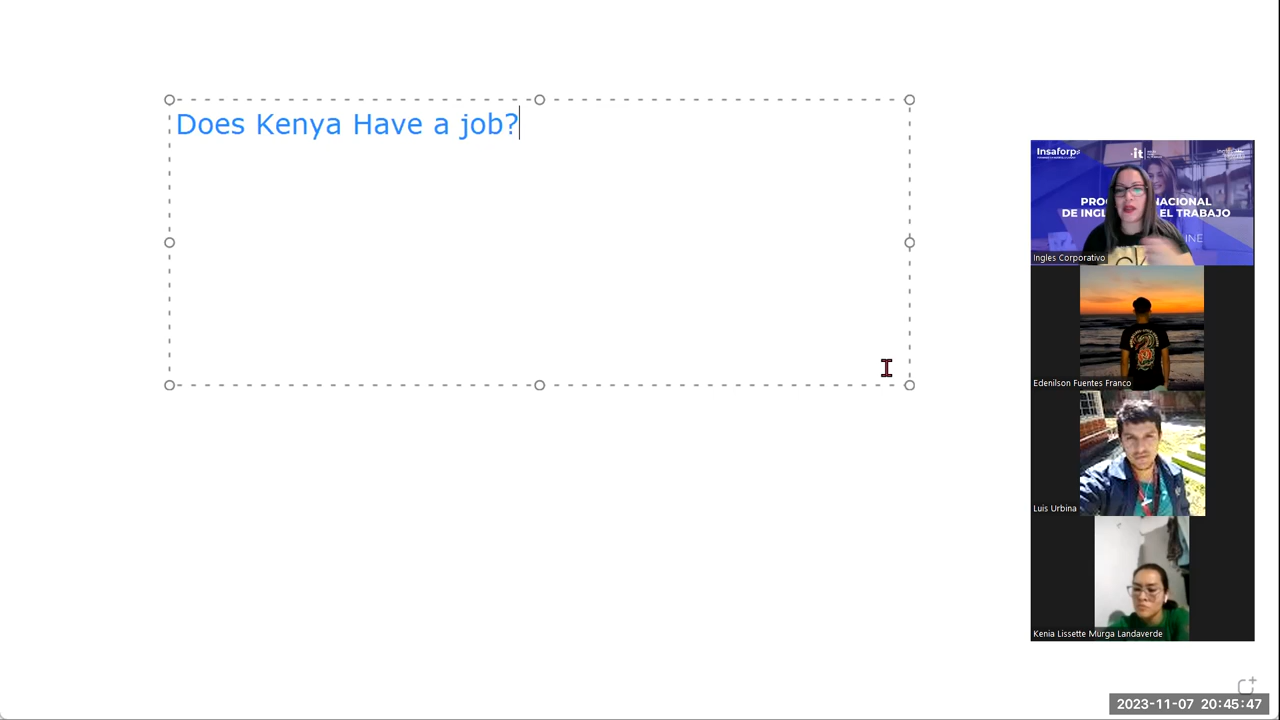 Does Kenya Have a job?
Insaforp
it
DE INGL EL TRABAJO
Ingles Corporativo
Edenilson Fuentes Franco
Luis Urbina
Kenia Lissette Murga Landaverde
2023-11-07 20:45:47